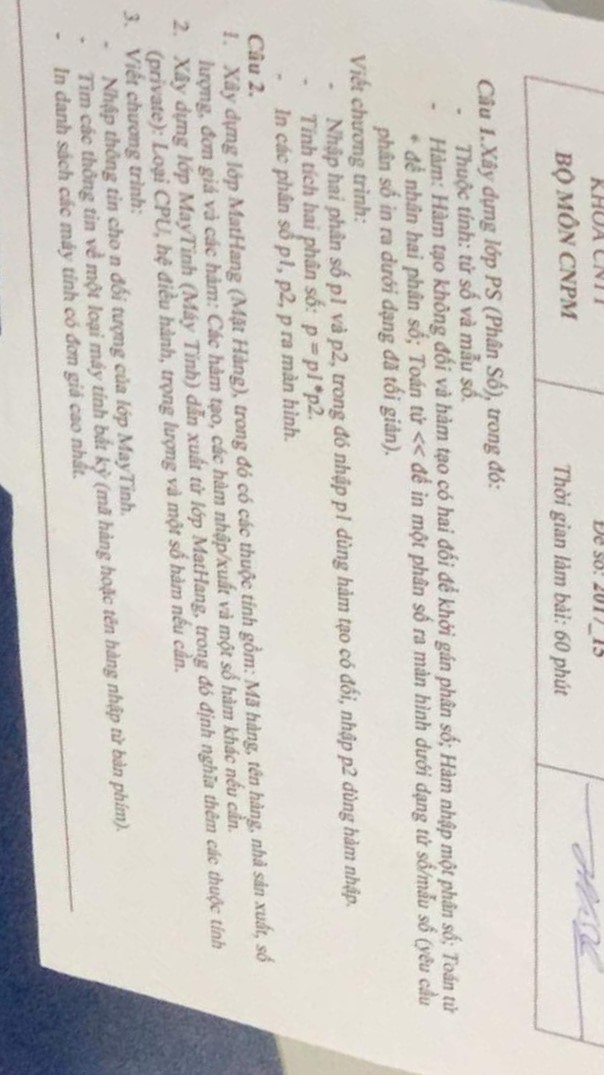 KHOA CNTT
Đề số: 2017_15
BỘ MÔN CNPM
Thời gian làm bài: 60 phút
Câu 1.Xây dựng lớp PS (Phân Số), trong đó:
- Thuộc tính: tử số và mẫu số.
- Hàm: Hàm tạo không đối và hàm tạo có hai đối để khởi gán phân số; Hàm nhập một phân số; Toán tử
* để nhân hai phân số; Toán tử << để in một phân số ra màn hình dưới dạng tử số/mẫu số (yêu cầu
phân số in ra dưới dạng đã tối giản).
Viết chương trình:
- Nhập hai phân số p1 và p2, trong đó nhập p1 dùng hàm tạo có đối, nhập p2 dùng hàm nhập.
- Tính tích hai phân số: p = p1*p2.
- In các phân số p1, p2, p ra màn hình.
Câu 2.
1. Xây dựng lớp MatHang (Mặt Hàng), trong đó có các thuộc tính gồm: Mã hàng, tên hàng, nhà sản xuất, số
lượng, đơn giá và các hàm: Các hàm tạo, các hàm nhập/xuất và một số hàm khác nếu cần.
2. Xây dựng lớp MayTinh (Máy Tính) dẫn xuất từ lớp MatHang, trong đó định nghĩa thêm các thuộc tính
(private): Loại CPU, hệ điều hành, trọng lượng và một số hàm nếu cần.
3. Viết chương trình:
- Nhập thông tin cho n đối tượng của lớp MayTinh.
- Tìm các thông tin về một loại máy tính bất kỳ (mã hàng hoặc tên hàng nhập từ bàn phím).
- In danh sách các máy tính có đơn giá cao nhất.